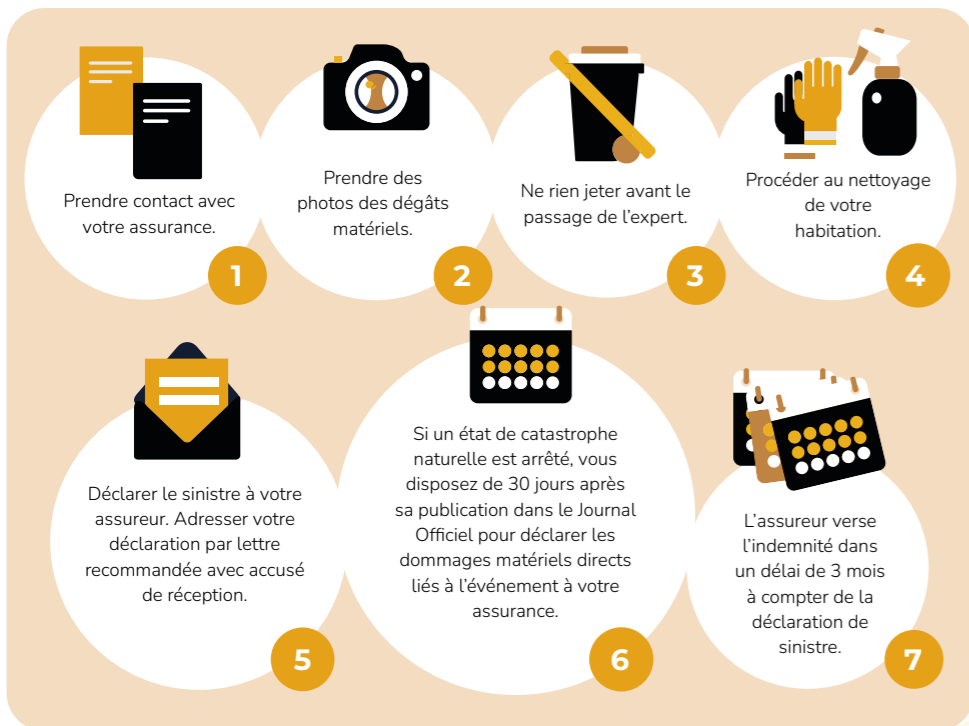 Prendre contact avec
votre assurance.
1
Prendre des
photos des dégâts
matériels.
2
Ne rien jeter avant le
passage de l’expert.
3
Procéder au nettoyage
de votre
habitation.
4
Déclarer le sinistre à votre
assureur. Adresser votre
déclaration par lettre
recommandée avec accusé
de réception.
5
Si un état de catastrophe
naturelle est arrêté, vous
disposez de 30 jours après
sa publication dans le Journal
Officiel pour déclarer les
dommages matériels directs
liés à l’événement à votre
assurance.
6
L’assureur verse
l’indemnité dans
un délai de 3 mois
à compter de la
déclaration de
sinistre.
7